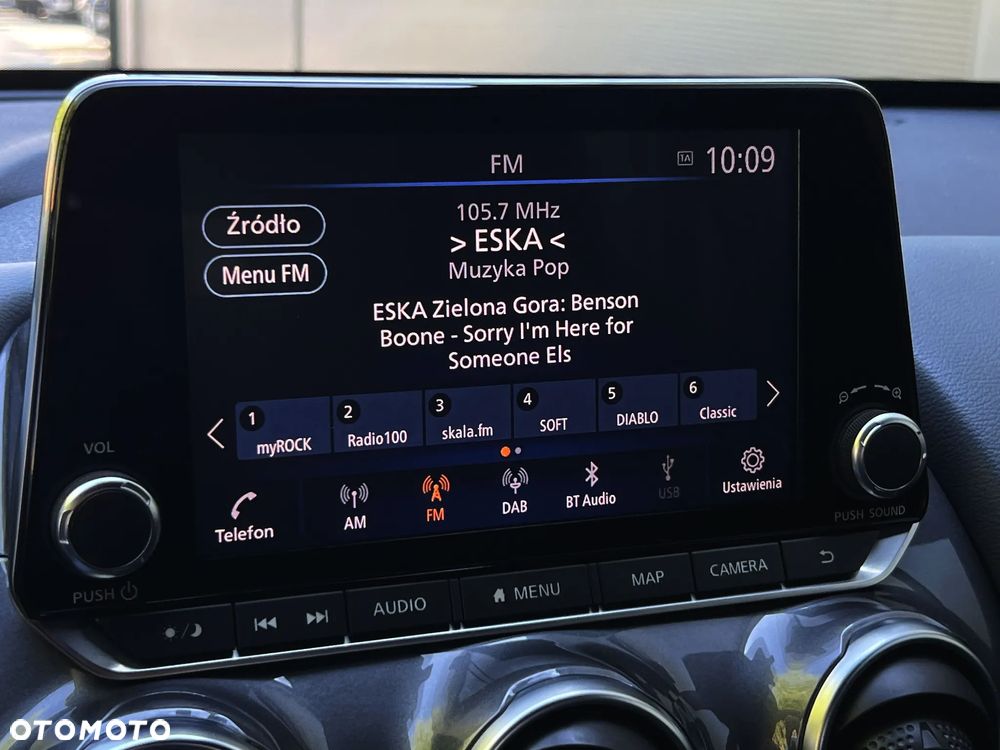 FM
1A
10:09
Źródło
105.7 MHz
> ESKA <
Menu FM
Muzyka Pop
ESKA Zielona Gora: Benson
Boone - Sorry I'm Here for
Someone Els
1 myROCK
2 Radio100
3 skala.fm
4 SOFT
5 DIABLO
6 Classic
VOL
Telefon
AM
FM
DAB
BT Audio
USB
Ustawienia
PUSH
PUSH SOUND
AUDIO
MENU
MAP
CAMERA
OTOMOTO